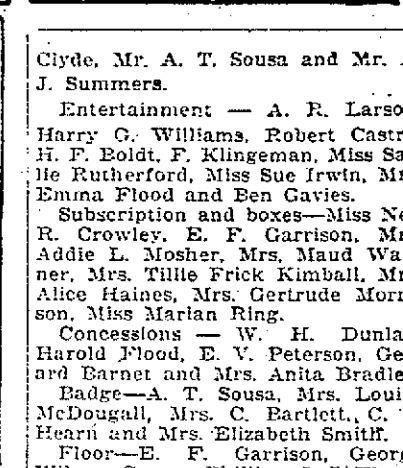 Clyde, Mr. A. T. Sousa and Mr.
J. Summers.
Entertainment — A. R. Larso
Harry G. Williams, Robert Castr
H. F. Boldt, F. Klingeman, Miss Sa
lie Rutherford, Miss Sue Irwin, M
Emma Flood and Ben Gavies.
Subscription and boxes—Miss Ne
R. Crowley, E. F. Garrison, Mr
Addie L. Mosher, Mrs. Maud Wa
ner, Mrs. Tillie Frick Kimball, Mr
Alice Haines, Mrs. Gertrude Morr
son, Miss Marian Ring.
Concessions — W. H. Dunla
Harold Flood, E. V. Peterson, Ge
ard Barnet and Mrs. Anita Bradle
Badge—A. T. Sousa, Mrs. Loui
McDougall, Mrs. C. Bartlett, C.
Hearn and Mrs. Elizabeth Smith.
Floor—E. F. Garrison, Georg